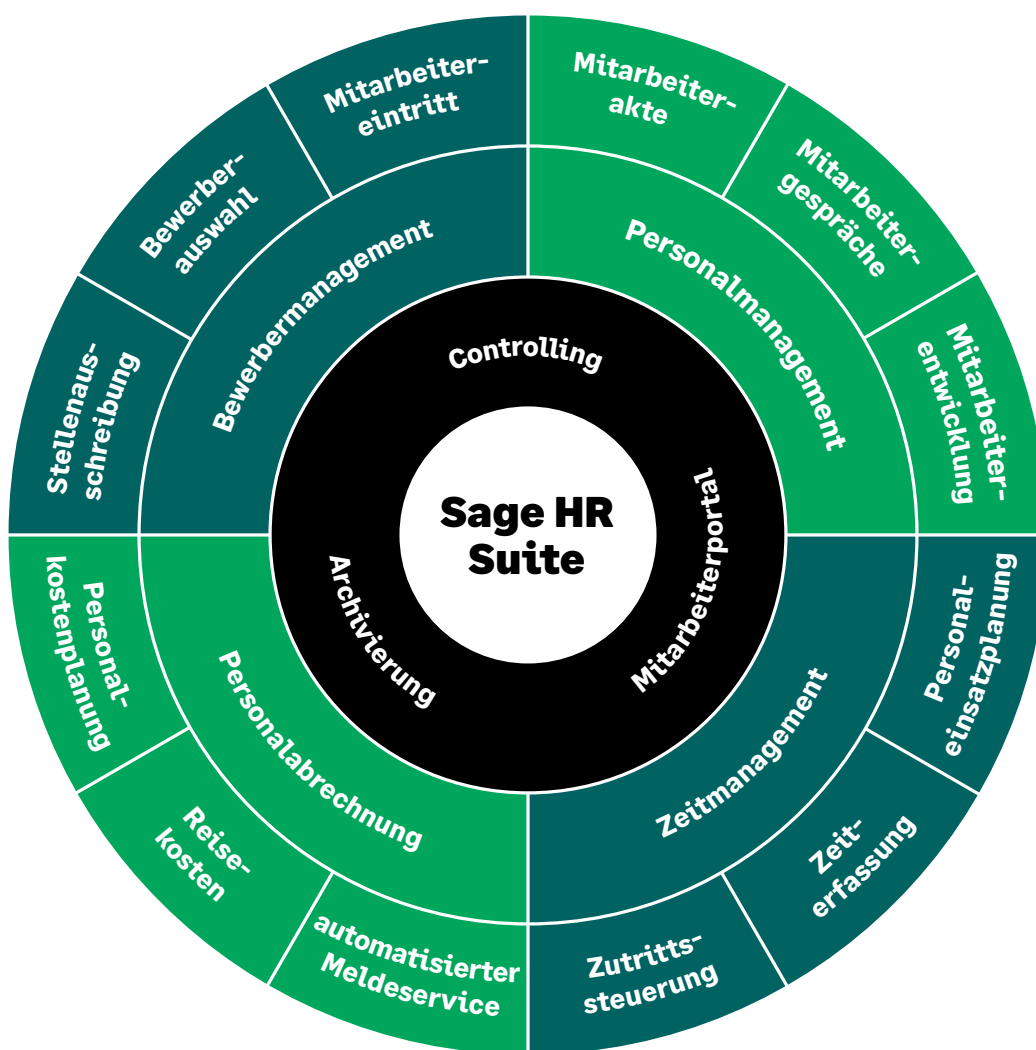 Mitarbeiter-
eintritt
Mitarbeiter-
akte
Bewerber-
auswahl
Mitarbeiter-
gespräche
Stellenaus-
schreibung
Bewerbermanagement
Personalmanagement
Mitarbeiter-
entwicklung
Controlling
Sage HR
Suite
Archivierung
Mitarbeiterportal
Personal-
kostenplanung
Personalabrechnung
Zeitmanagement
Personal-
einsatzplanung
Reise-
kosten
Zeit-
erfassung
automatisierter
Meldeservice
Zutritts-
steuerung